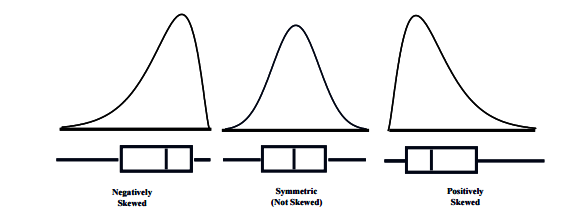 Negatively
Skewed
Symmetric
(Not Skewed)
Positively
Skewed